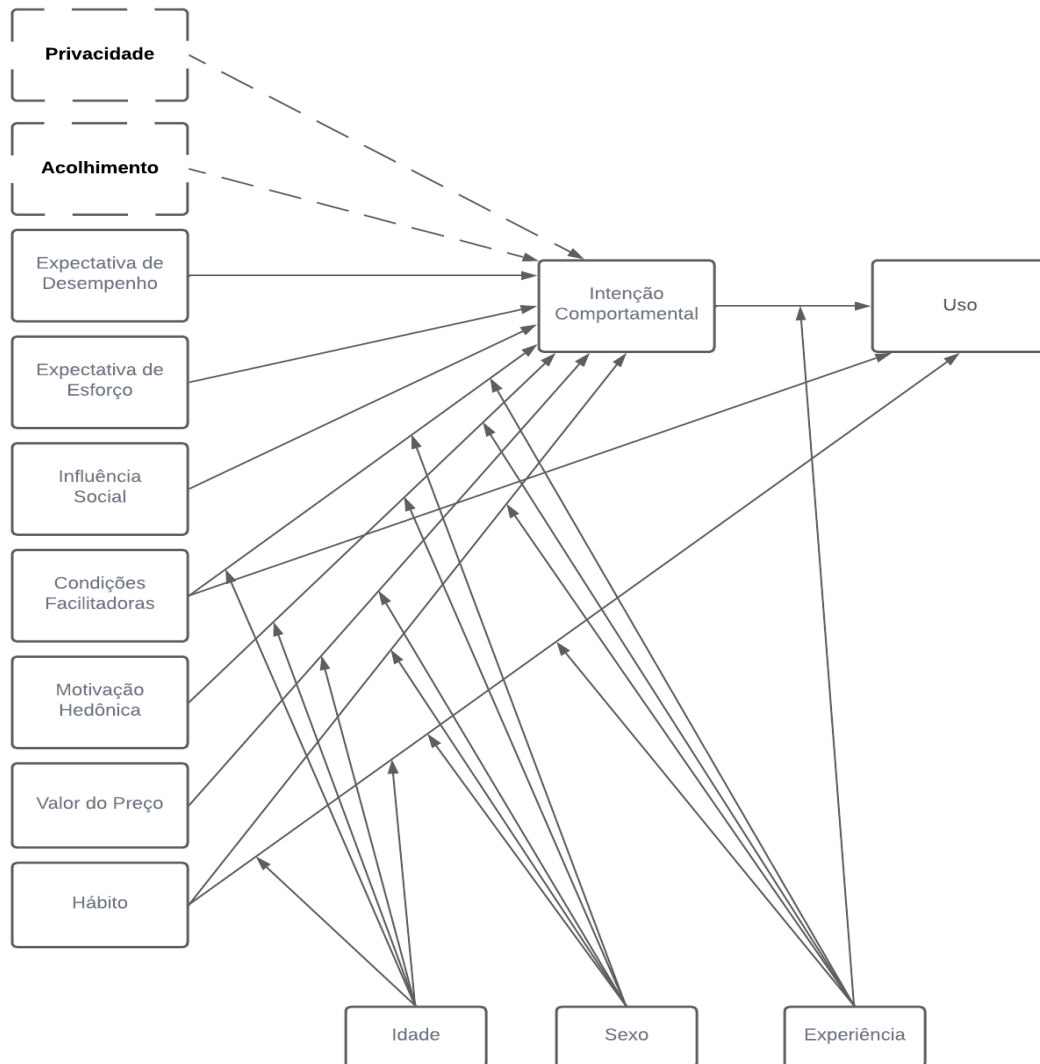 Privacidade
Acolhimento
Expectativa de
Desempenho
Expectativa de
Esforço
Influência
Social
Condições
Facilitadoras
Motivação
Hedônica
Valor do Preço
Hábito
Intenção
Comportamental
Uso
Idade
Sexo
Experiência